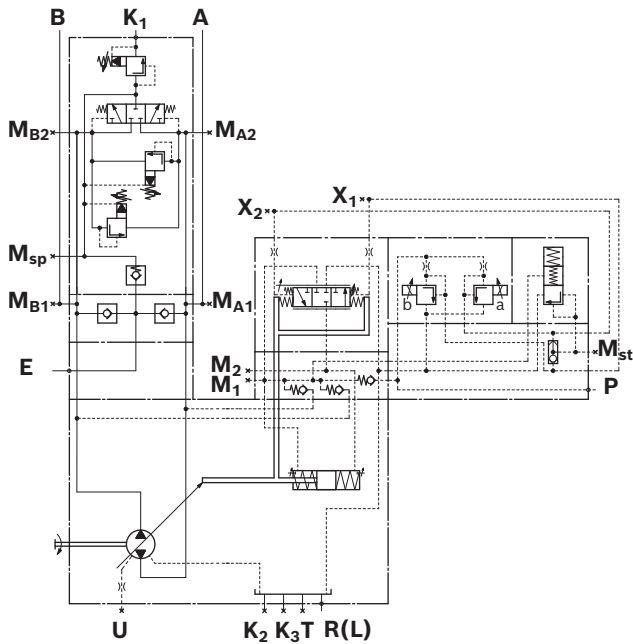 B K1 A
MB2 MA2
X2 X1
Msp
MB1 MA1
b a
Mst
E
M2
M1
P
U K2 K3 T R(L)